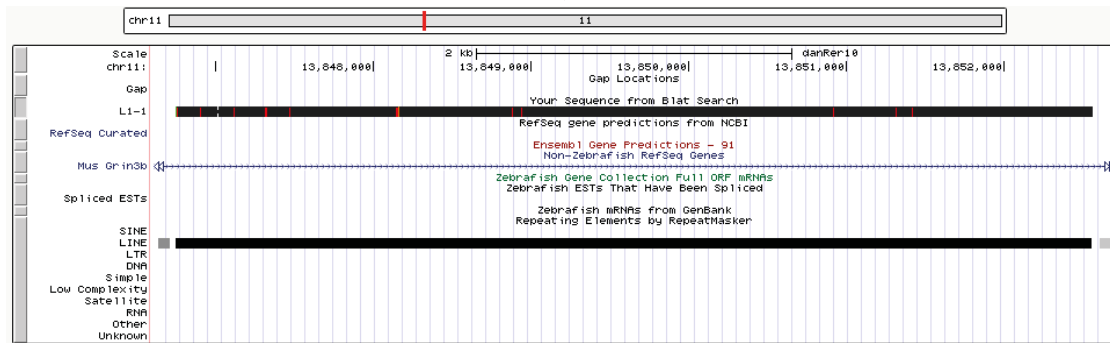 chr11 11
Scale 2 kb danRer10
chr11: 13,848,000 13,849,000 13,850,000 13,851,000 13,852,000
Gap Locations
Gap
Your Sequence from Blat Search
L1-1
RefSeq gene predictions from NCBI
RefSeq Curated
Ensembl Gene Predictions - 91
Non-Zebrafish RefSeq Genes
Mus Grin3b
Zebrafish Gene Collection Full ORF mRNAs
Zebrafish ESTs That Have Been Spliced
Spliced ESTs
Zebrafish mRNAs from GenBank
Repeating Elements by RepeatMasker
SINE
LINE
LTR
DNA
Simple
Low Complexity
Satellite
RNA
Other
Unknown